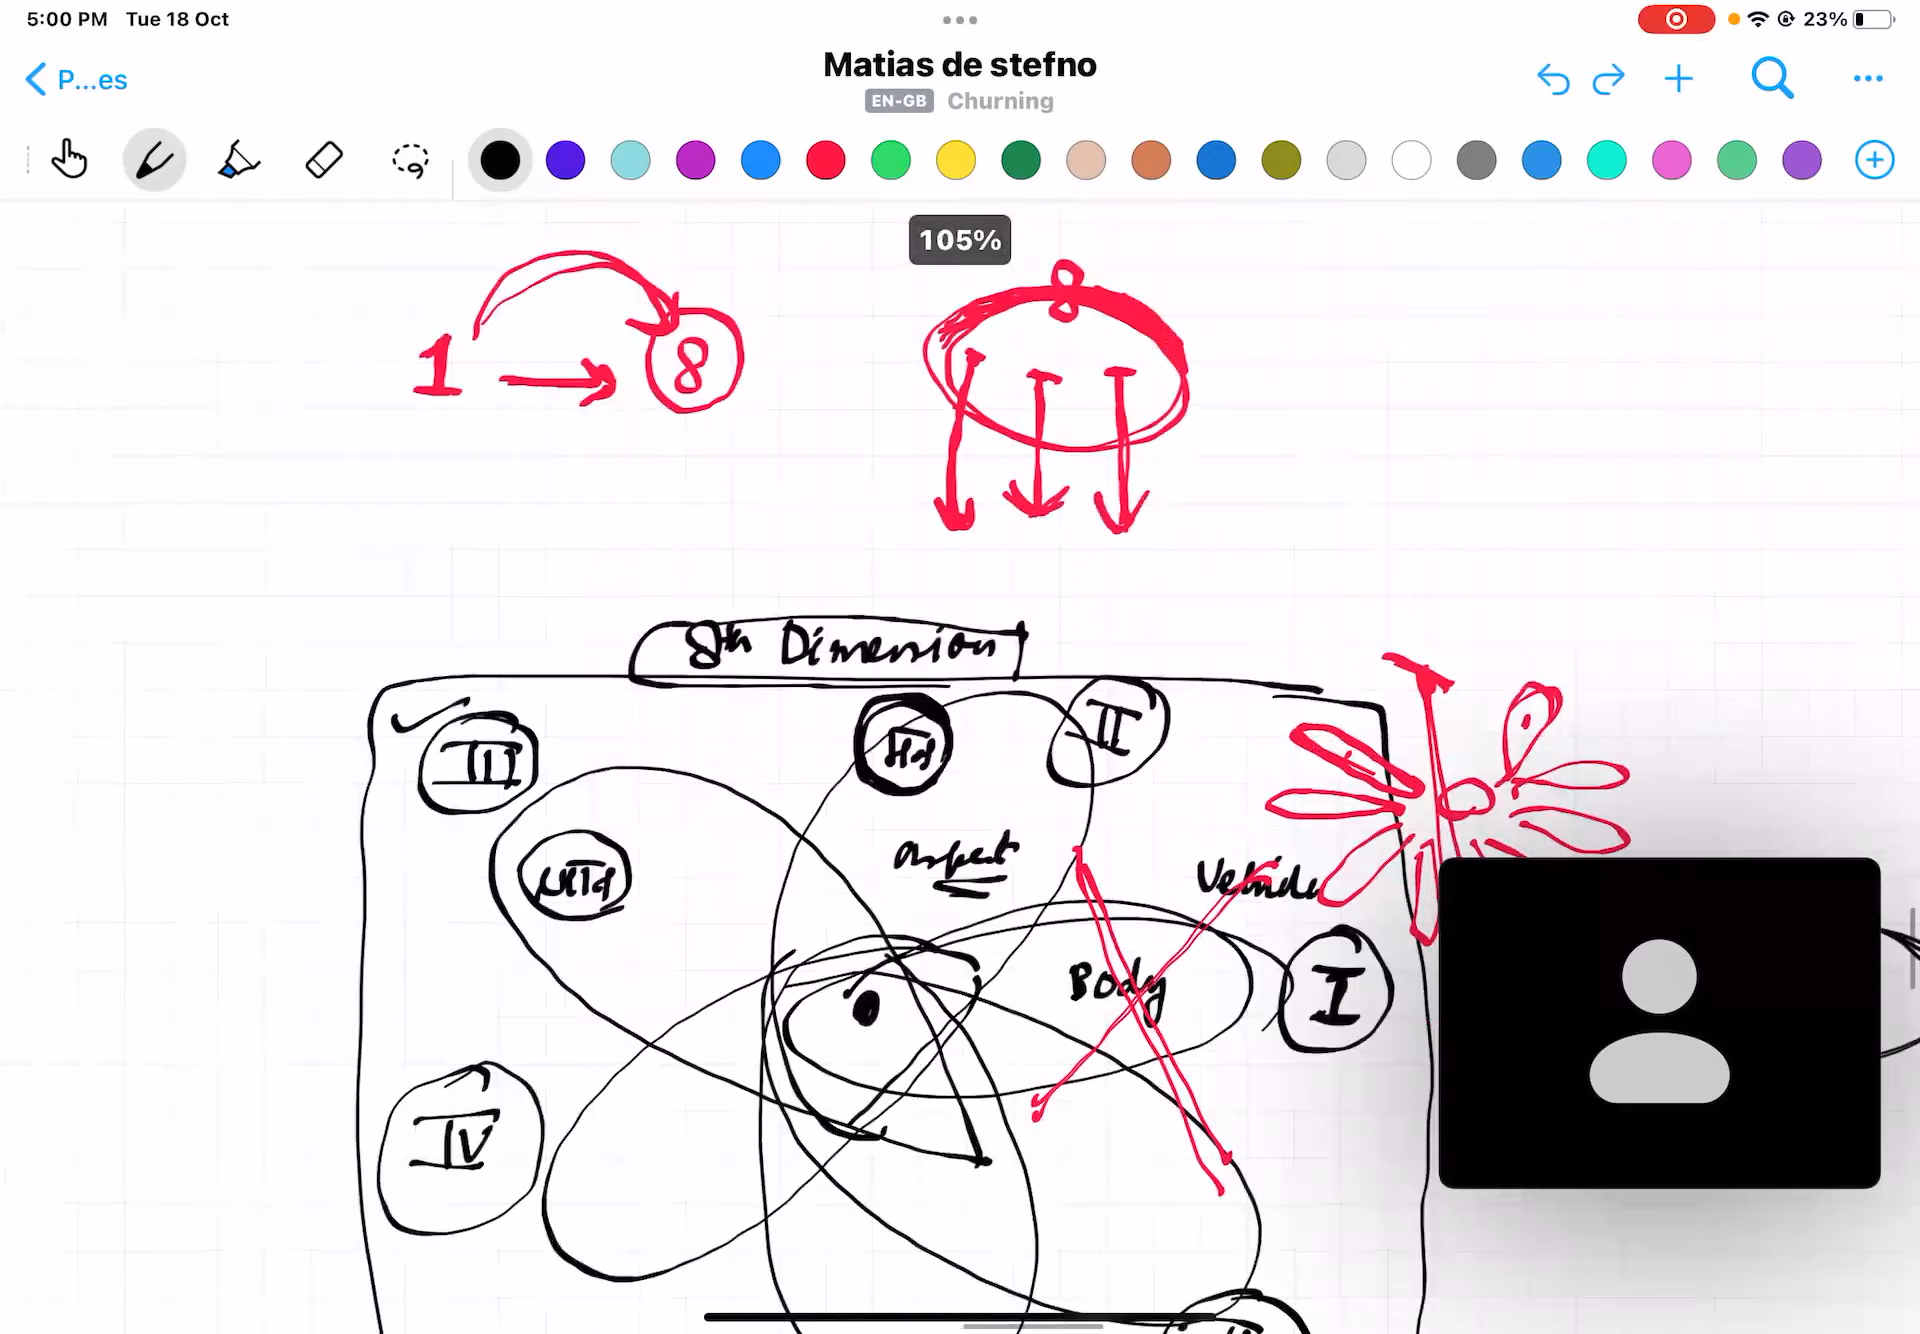 5:00 PM Tue 18 Oct
23%
P...es
Matias de stefno
EN-GB Churning
105%
1 → 8
8
8th Dimension
III
मन
II
aspect
Vehicle
Body
I
IV